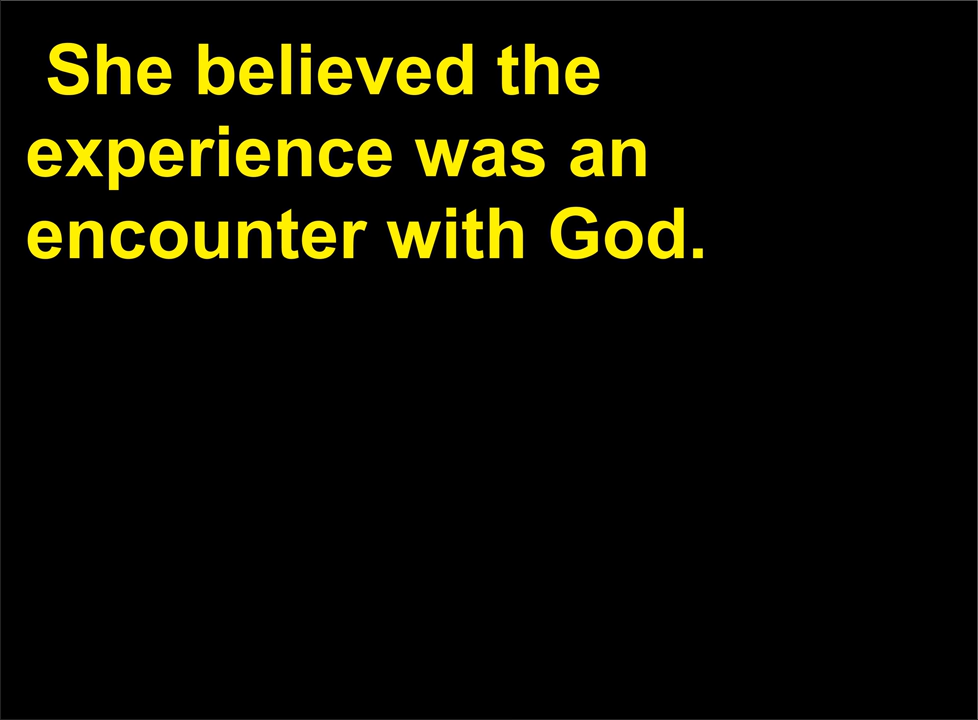 She believed the
experience was an
encounter with God.